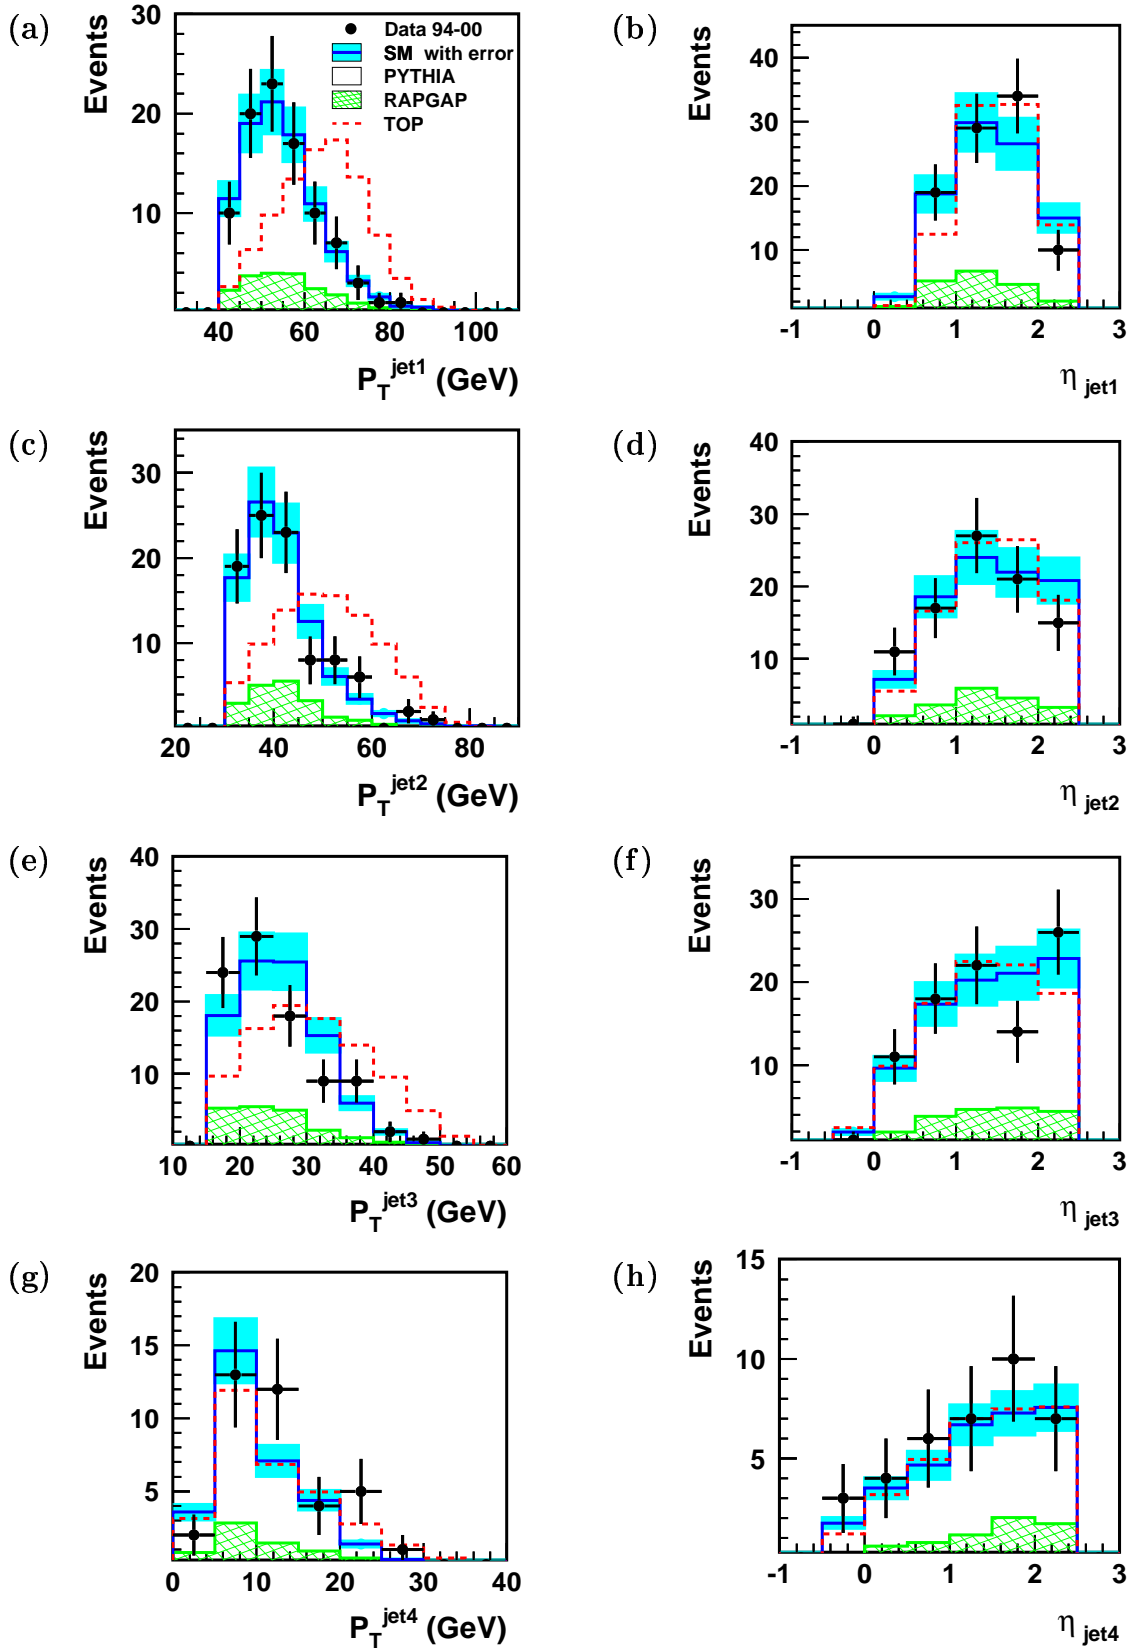 (a)
Events
30
20
10
Data 94-00
SM with error
PYTHIA
RAPGAP
TOP
40 60 80 100
P_T^jet1 (GeV)
(b)
Events
40
30
20
10
-1 0 1 2 3
η jet1
(c)
Events
30
20
10
20 40 60 80
P_T^jet2 (GeV)
(d)
Events
40
30
20
10
-1 0 1 2 3
η jet2
(e)
Events
40
30
20
10
10 20 30 40 50 60
P_T^jet3 (GeV)
(f)
Events
30
20
10
-1 0 1 2 3
η jet3
(g)
Events
20
15
10
5
0 10 20 30 40
P_T^jet4 (GeV)
(h)
Events
15
10
5
-1 0 1 2 3
η jet4